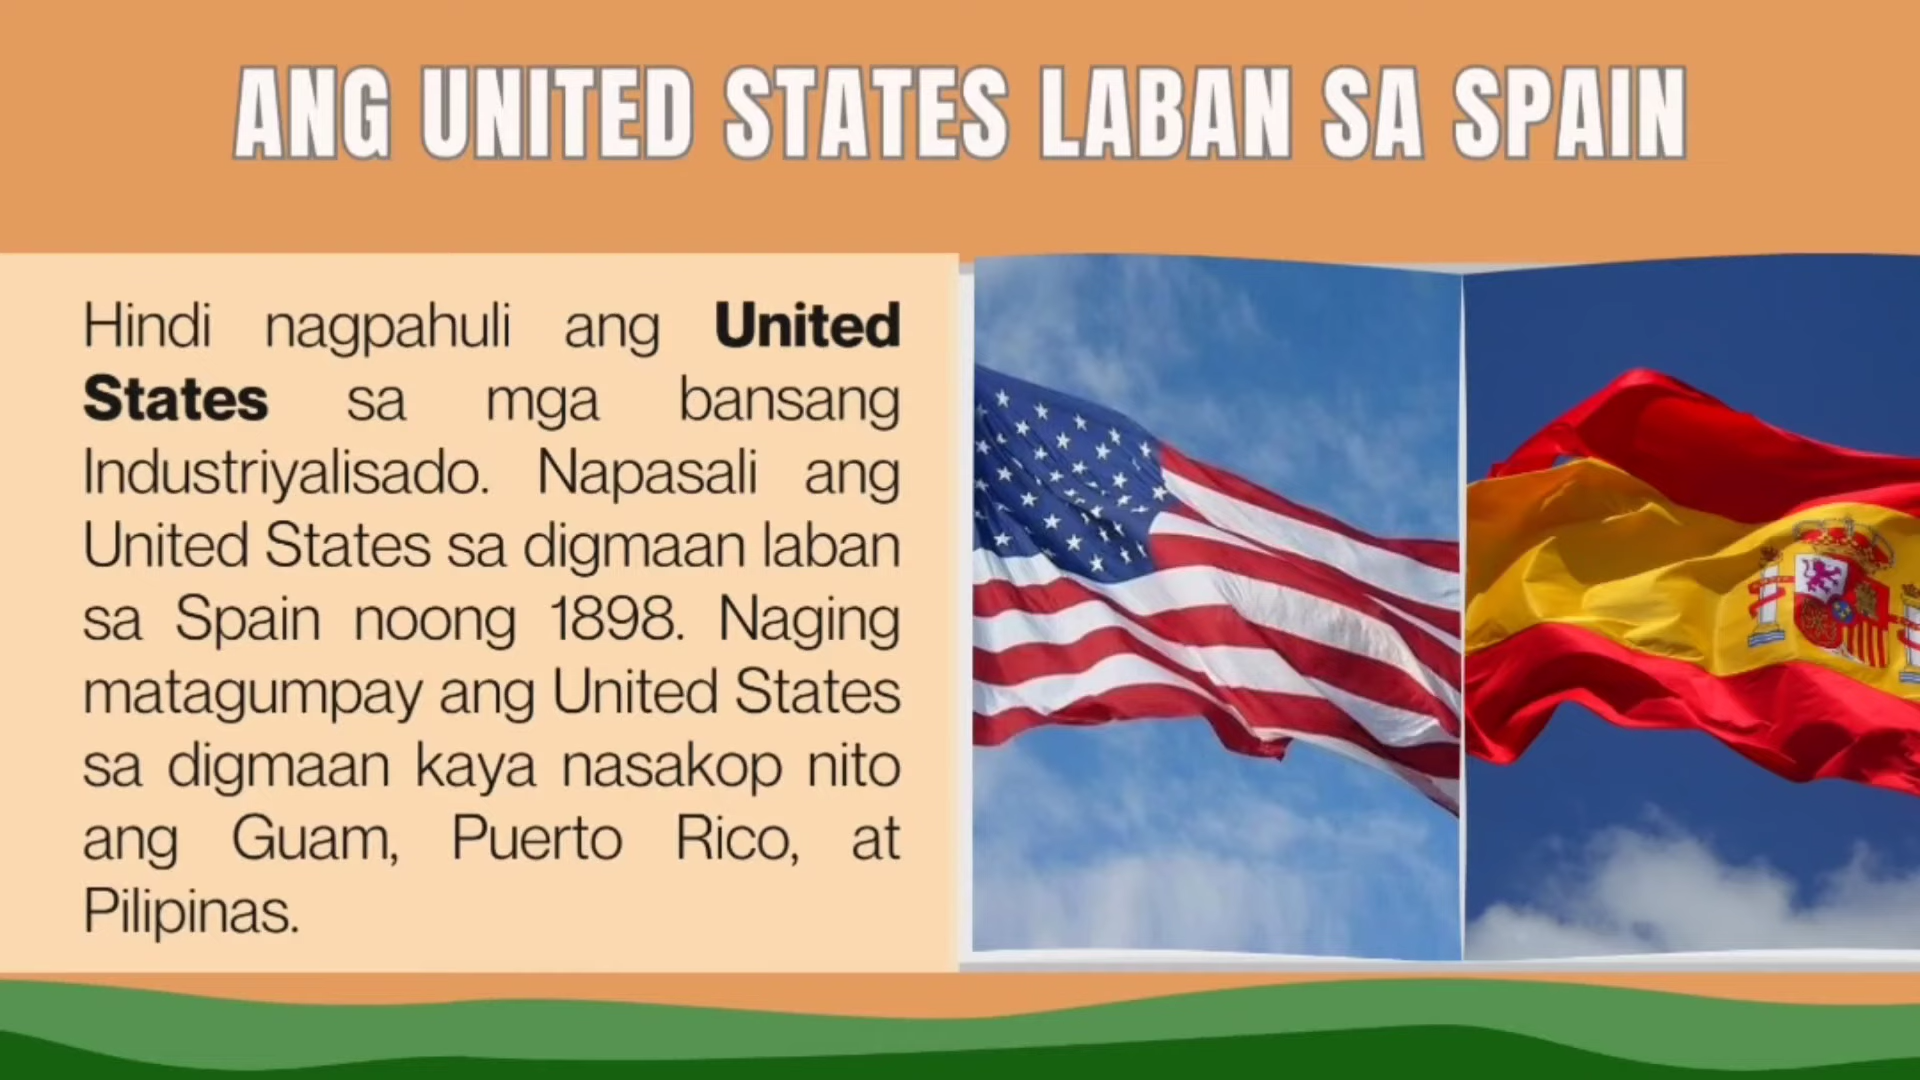 ANG UNITED STATES LABAN SA SPAIN
Hindi nagpahuli ang United
States sa mga bansang
Industriyalisado. Napasali ang
United States sa digmaan laban
sa Spain noong 1898. Naging
matagumpay ang United States
sa digmaan kaya nasakop nito
ang Guam, Puerto Rico, at
Pilipinas.